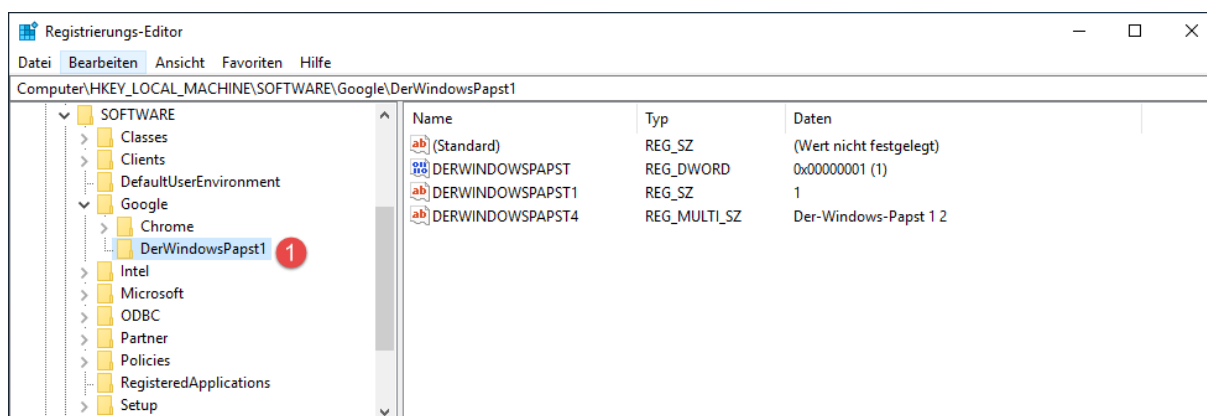 Registrierungs-Editor
Datei Bearbeiten Ansicht Favoriten Hilfe
Computer\HKEY_LOCAL_MACHINE\SOFTWARE\Google\DerWindowsPapst1
SOFTWARE
Classes
Clients
DefaultUserEnvironment
Google
Chrome
DerWindowsPapst1 1
Intel
Microsoft
ODBC
Partner
Policies
RegisteredApplications
Setup
Name Typ Daten
(Standard) REG_SZ (Wert nicht festgelegt)
DERWINDOWSPAPST REG_DWORD 0x00000001 (1)
DERWINDOWSPAPST1 REG_SZ 1
DERWINDOWSPAPST4 REG_MULTI_SZ Der-Windows-Papst 1 2